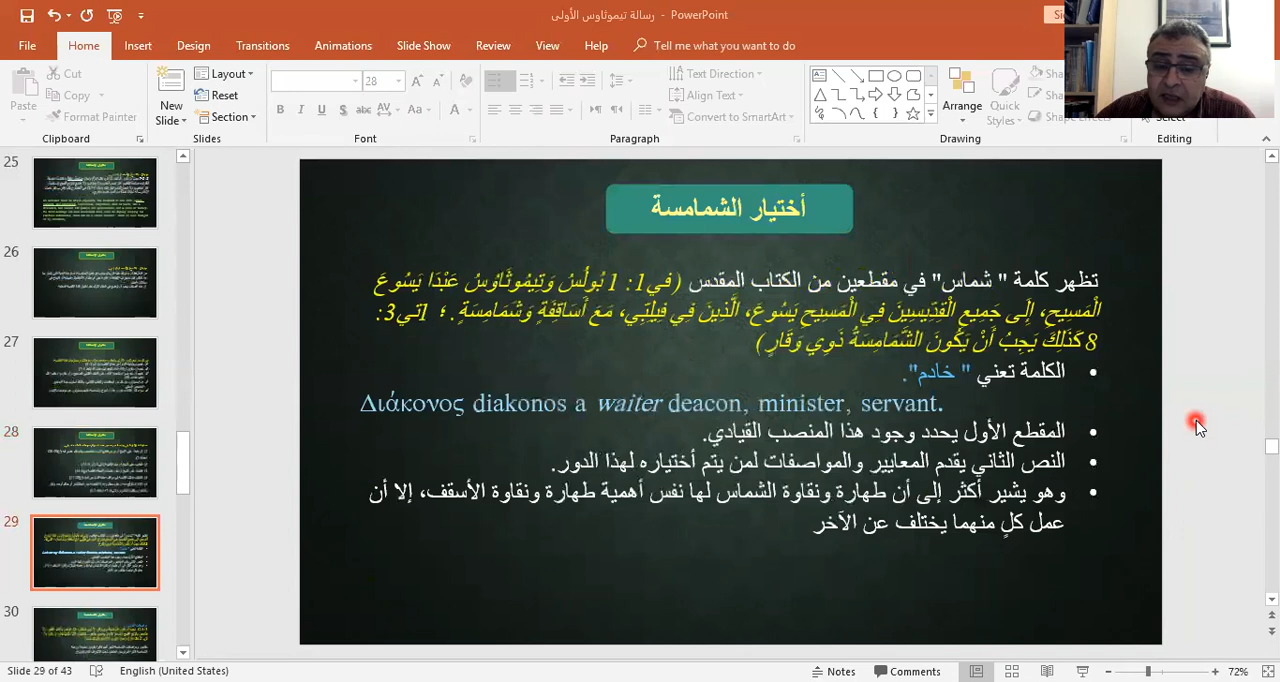 رسالة تيموثاوس الأولى - PowerPoint
File Home Insert Design Transitions Animations Slide Show Review View Help Tell me what you want to do
Paste
Cut
Copy
Format Painter
Clipboard
New Slide
Layout
Reset
Section
Slides
28
Font
Text Direction
Align Text
Convert to SmartArt
Paragraph
Arrange
Quick Styles
Shape Effects
Drawing
Select
Editing
25
26
27
28
29
30
أختيار الشمامسة
تظهر كلمة " شماس" في مقطعين من الكتاب المقدس (في1: 1 بُولُسُ وَتِيمُوثَاوُسُ عَبْدَا يَسُوعَ
الْمَسِيحِ، إِلَى جَمِيعِ الْقِدِّيسِينَ فِي الْمَسِيحِ يَسُوعَ، الَّذِينَ فِي فِيلِبِّي، مَعَ أَسَاقِفَةٍ وَشَمَامِسَةٍ. ؛ 1تي3:
8 كَذَلِكَ يَجِبُ أَنْ يَكُونَ الشَّمَامِسَةُ ذَوِي وَقَارٍ)
• الكلمة تعني " خادم".
Διάκονος diakonos a waiter deacon, minister, servant.
• المقطع الأول يحدد وجود هذا المنصب القيادي.
• النص الثاني يقدم المعايير والمواصفات لمن يتم أختياره لهذا الدور.
• وهو يشير أكثر إلى أن طهارة ونقاوة الشماس لها نفس أهمية طهارة ونقاوة الأسقف، إلا أن
عمل كلٍ منهما يختلف عن الآخر
Slide 29 of 43 English (United States) Notes Comments 72%